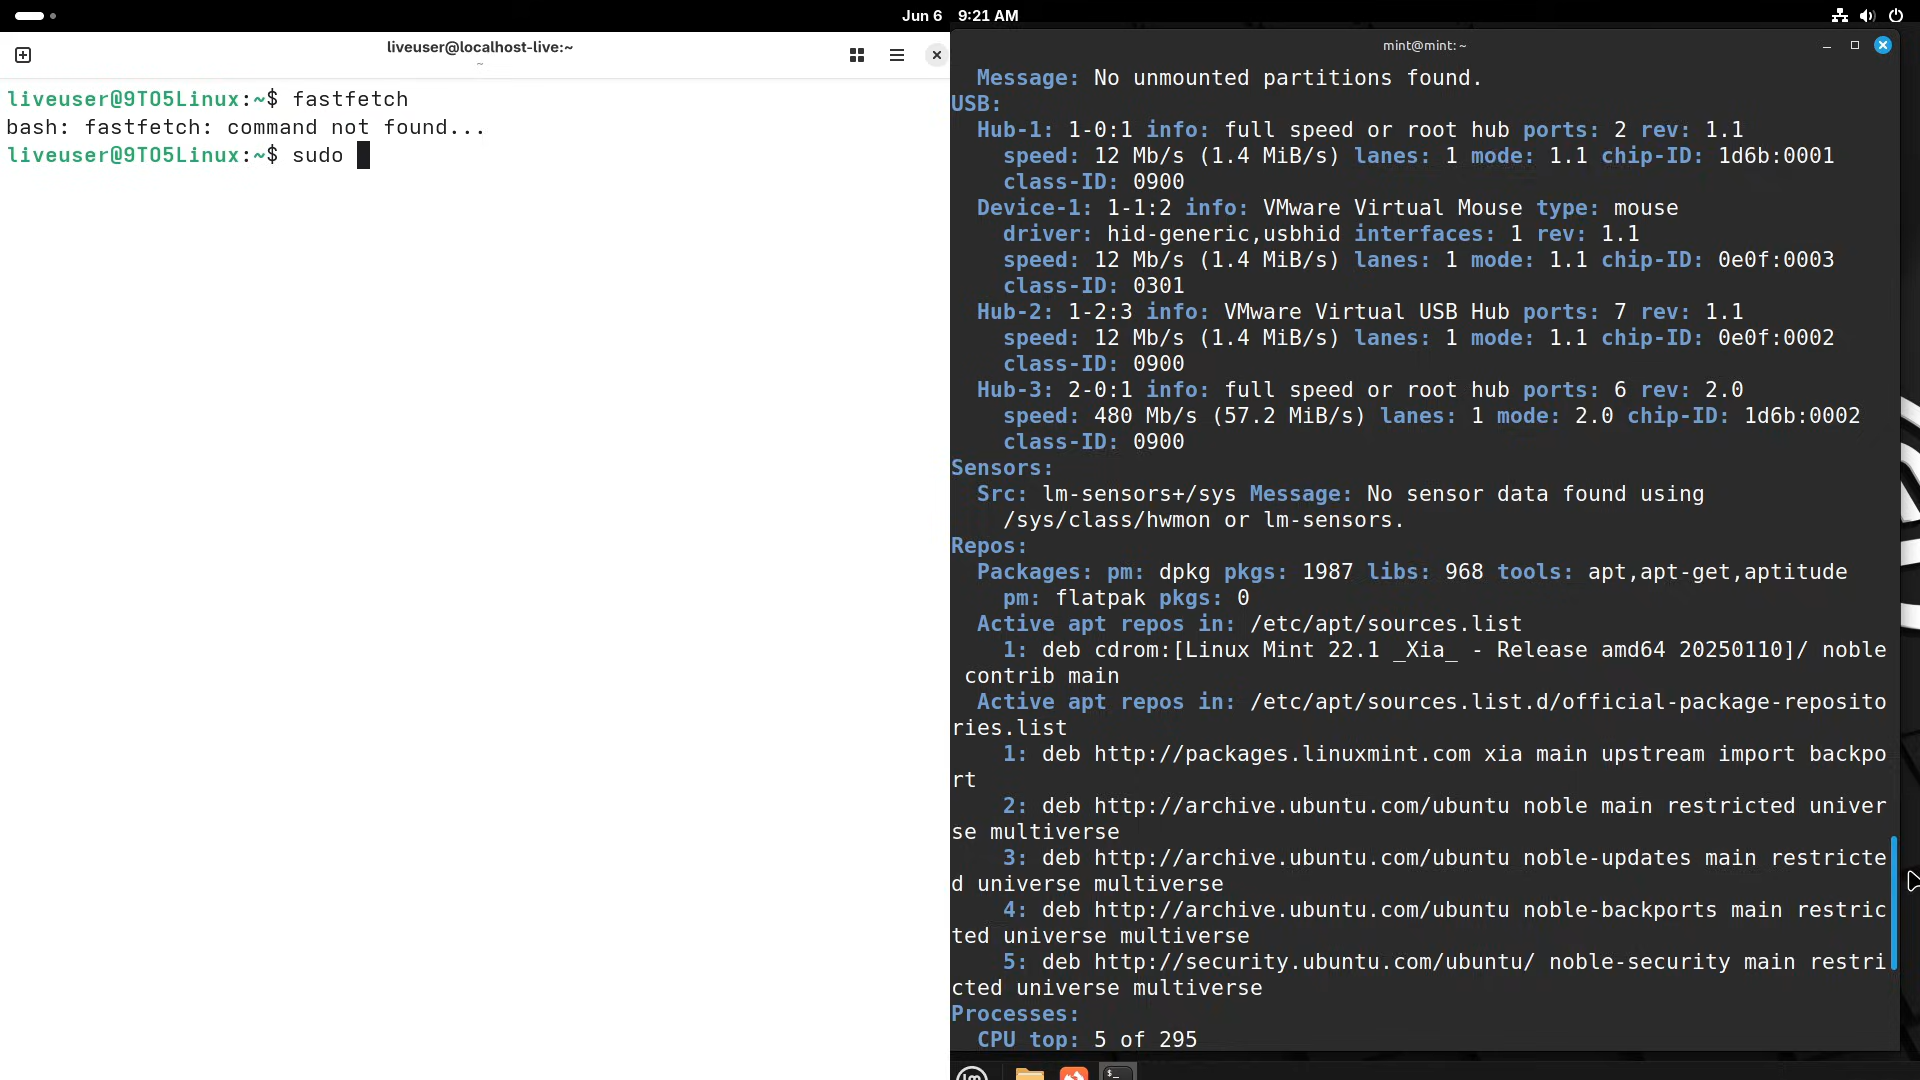 Jun 6 9:21 AM
liveuser@localhost-live:~
~
liveuser@9TO5Linux:~$ fastfetch
bash: fastfetch: command not found...
liveuser@9TO5Linux:~$ sudo
mint@mint: ~
Message: No unmounted partitions found.
USB:
Hub-1: 1-0:1 info: full speed or root hub ports: 2 rev: 1.1
speed: 12 Mb/s (1.4 MiB/s) lanes: 1 mode: 1.1 chip-ID: 1d6b:0001
class-ID: 0900
Device-1: 1-1:2 info: VMware Virtual Mouse type: mouse
driver: hid-generic,usbhid interfaces: 1 rev: 1.1
speed: 12 Mb/s (1.4 MiB/s) lanes: 1 mode: 1.1 chip-ID: 0e0f:0003
class-ID: 0301
Hub-2: 1-2:3 info: VMware Virtual USB Hub ports: 7 rev: 1.1
speed: 12 Mb/s (1.4 MiB/s) lanes: 1 mode: 1.1 chip-ID: 0e0f:0002
class-ID: 0900
Hub-3: 2-0:1 info: full speed or root hub ports: 6 rev: 2.0
speed: 480 Mb/s (57.2 MiB/s) lanes: 1 mode: 2.0 chip-ID: 1d6b:0002
class-ID: 0900
Sensors:
Src: lm-sensors+/sys Message: No sensor data found using
/sys/class/hwmon or lm-sensors.
Repos:
Packages: pm: dpkg pkgs: 1987 libs: 968 tools: apt,apt-get,aptitude
pm: flatpak pkgs: 0
Active apt repos in: /etc/apt/sources.list
1: deb cdrom:[Linux Mint 22.1 _Xia_ - Release amd64 20250110]/ noble
contrib main
Active apt repos in: /etc/apt/sources.list.d/official-package-reposito
ries.list
1: deb http://packages.linuxmint.com xia main upstream import backpo
rt
2: deb http://archive.ubuntu.com/ubuntu noble main restricted univer
se multiverse
3: deb http://archive.ubuntu.com/ubuntu noble-updates main restricte
d universe multiverse
4: deb http://archive.ubuntu.com/ubuntu noble-backports main restric
ted universe multiverse
5: deb http://security.ubuntu.com/ubuntu/ noble-security main restri
cted universe multiverse
Processes:
CPU top: 5 of 295